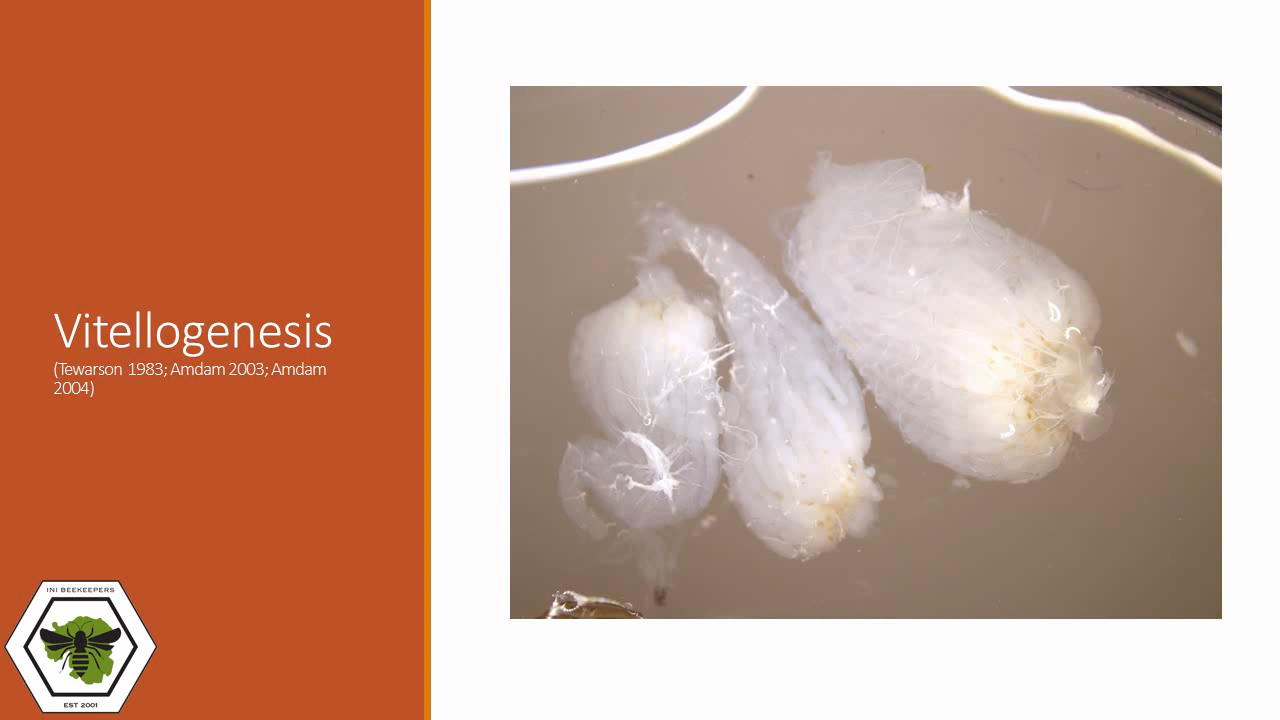 Vitellogenesis
(Tewarson 1983; Amdam 2003; Amdam
2004)
INI BEEKEEPERS
EST 2001